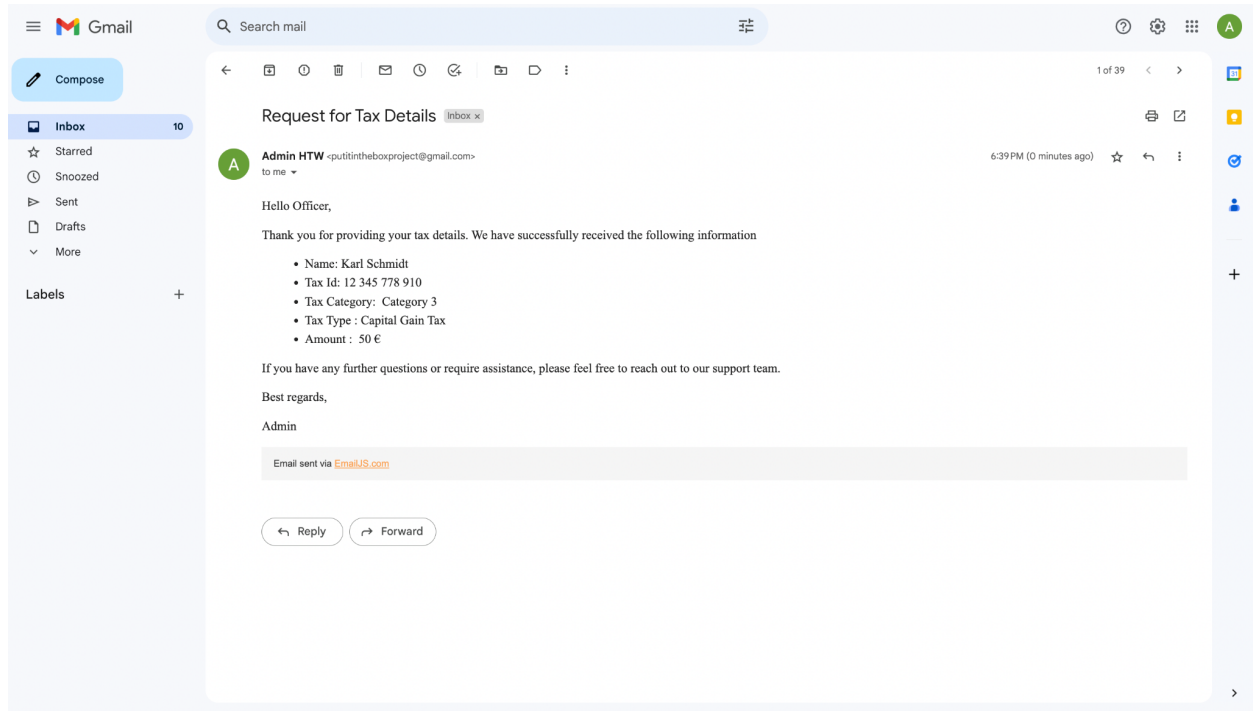 Gmail
Search mail
A
Compose
1 of 39
31
Request for Tax Details Inbox x
Inbox 10
Starred
Snoozed
Sent
Drafts
More
Labels
A
Admin HTW <putitintheboxproject@gmail.com>
6:39 PM (0 minutes ago)
to me
Hello Officer,
Thank you for providing your tax details. We have successfully received the following information
• Name: Karl Schmidt
• Tax Id: 12 345 778 910
• Tax Category: Category 3
• Tax Type : Capital Gain Tax
• Amount : 50 €
If you have any further questions or require assistance, please feel free to reach out to our support team.
Best regards,
Admin
Email sent via EmailJS.com
Reply
Forward